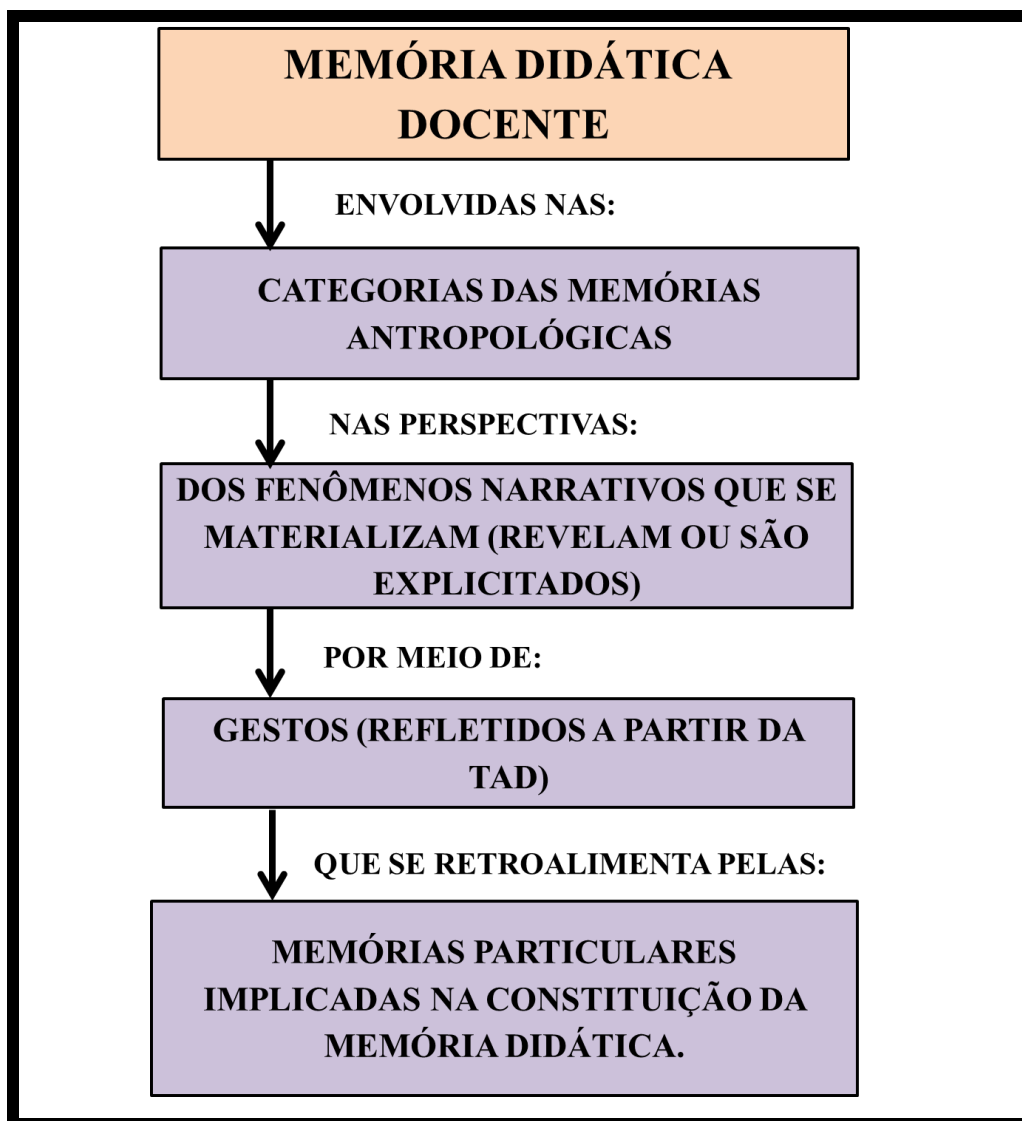 MEMÓRIA DIDÁTICA
DOCENTE
ENVOLVIDAS NAS:
CATEGORIAS DAS MEMÓRIAS
ANTROPOLÓGICAS
NAS PERSPECTIVAS:
DOS FENÔMENOS NARRATIVOS QUE SE
MATERIALIZAM (REVELAM OU SÃO
EXPLICITADOS)
POR MEIO DE:
GESTOS (REFLETIDOS A PARTIR DA
TAD)
QUE SE RETROALIMENTA PELAS:
MEMÓRIAS PARTICULARES
IMPLICADAS NA CONSTITUIÇÃO DA
MEMÓRIA DIDÁTICA.